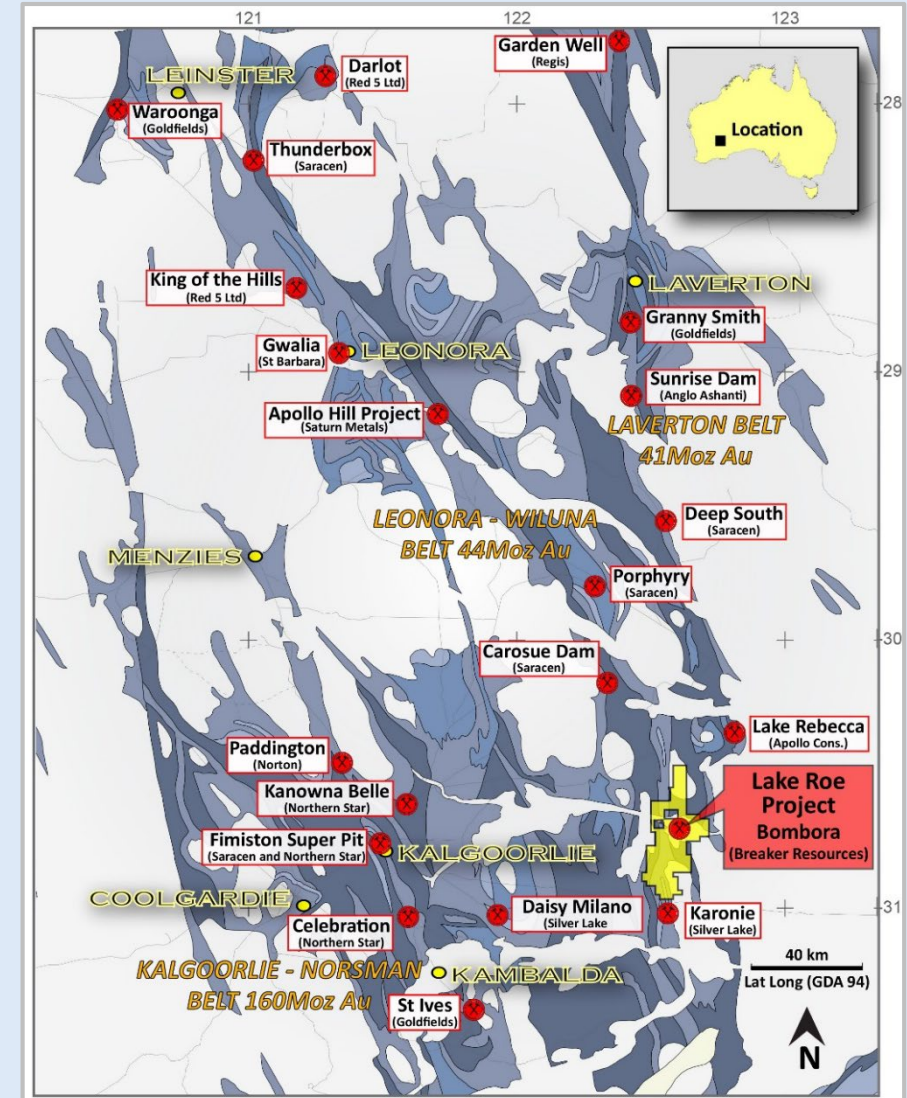 121
122
123
Garden Well
(Regis)
Darlot
(Red 5 Ltd)
LEINSTER
28
Waroonga
(Goldfields)
Location
Thunderbox
(Saracen)
King of the Hills
(Red 5 Ltd)
LAVERTON
Granny Smith
(Goldfields)
Gwalia
(St Barbara)
LEONORA
29
Sunrise Dam
(Anglo Ashanti)
Apollo Hill Project
(Saturn Metals)
LAVERTON BELT
41Moz Au
LEONORA - WILUNA
BELT 44Moz Au
Deep South
(Saracen)
MENZIES
Porphyry
(Saracen)
30
Carosue Dam
(Saracen)
Lake Rebecca
(Apollo Cons.)
Paddington
(Norton)
Kanowna Belle
(Northern Star)
Lake Roe
Project
Bombora
(Breaker Resources)
Fimiston Super Pit
(Saracen and Northern Star)
KALGOORLIE
COOLGARDIE
31
Celebration
(Northern Star)
Daisy Milano
(Silver Lake
Karonie
(Silver Lake)
KALGOORLIE - NORSMAN
BELT 160Moz Au
KAMBALDA
40 km
Lat Long (GDA 94)
St Ives
(Goldfields)
N